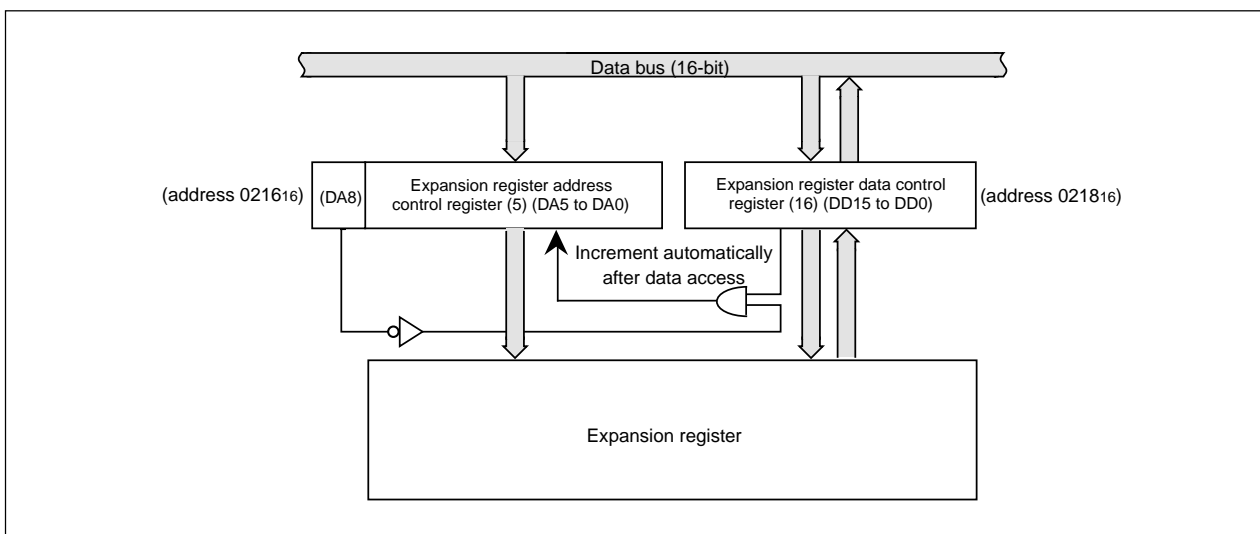 Data bus (16-bit)
(address 021616)
(DA8)
Expansion register address
control register (5) (DA5 to DA0)
Expansion register data control
register (16) (DD15 to DD0)
(address 021816)
Increment automatically
after data access
Expansion register